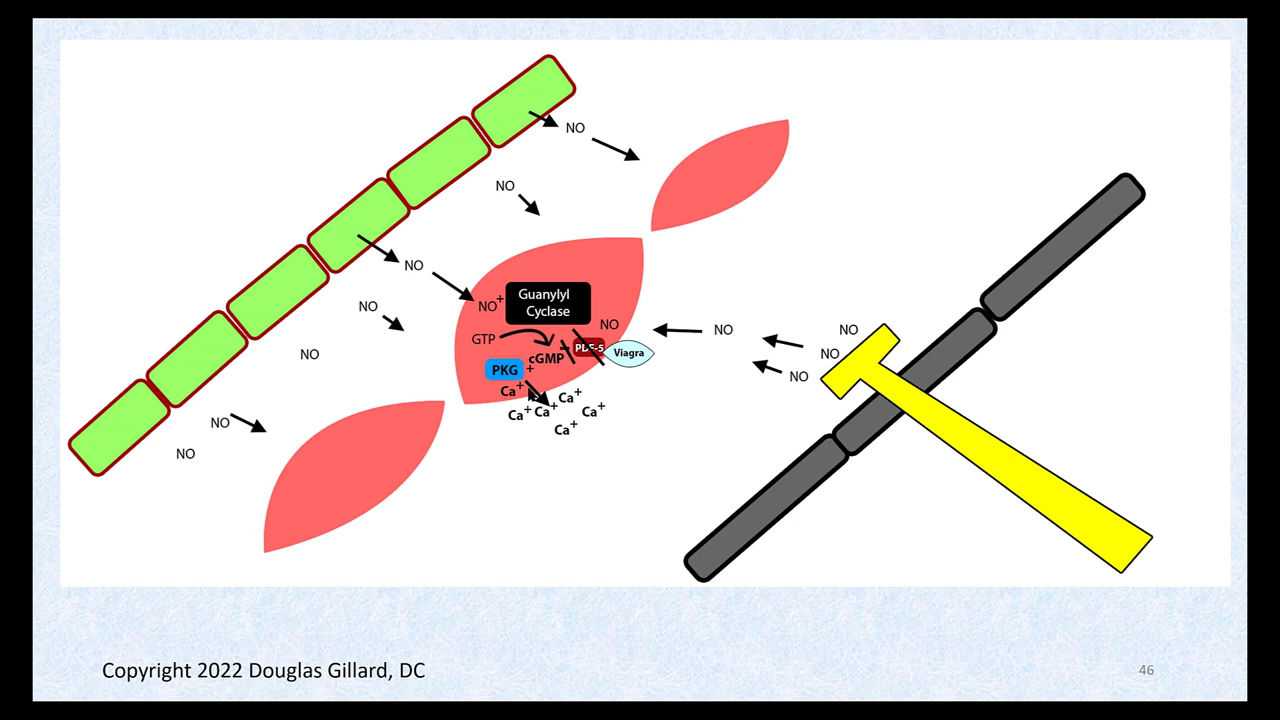 NO
NO
NO
NO
NO
NO
NO
NO+
Guanylyl
Cyclase
NO
GTP
cGMP
PDE-5
Viagra
PKG
+
Ca+
Ca+
Ca+
Ca+
Ca+
Ca+
NO
NO
NO
NO
Copyright 2022 Douglas Gillard, DC
46